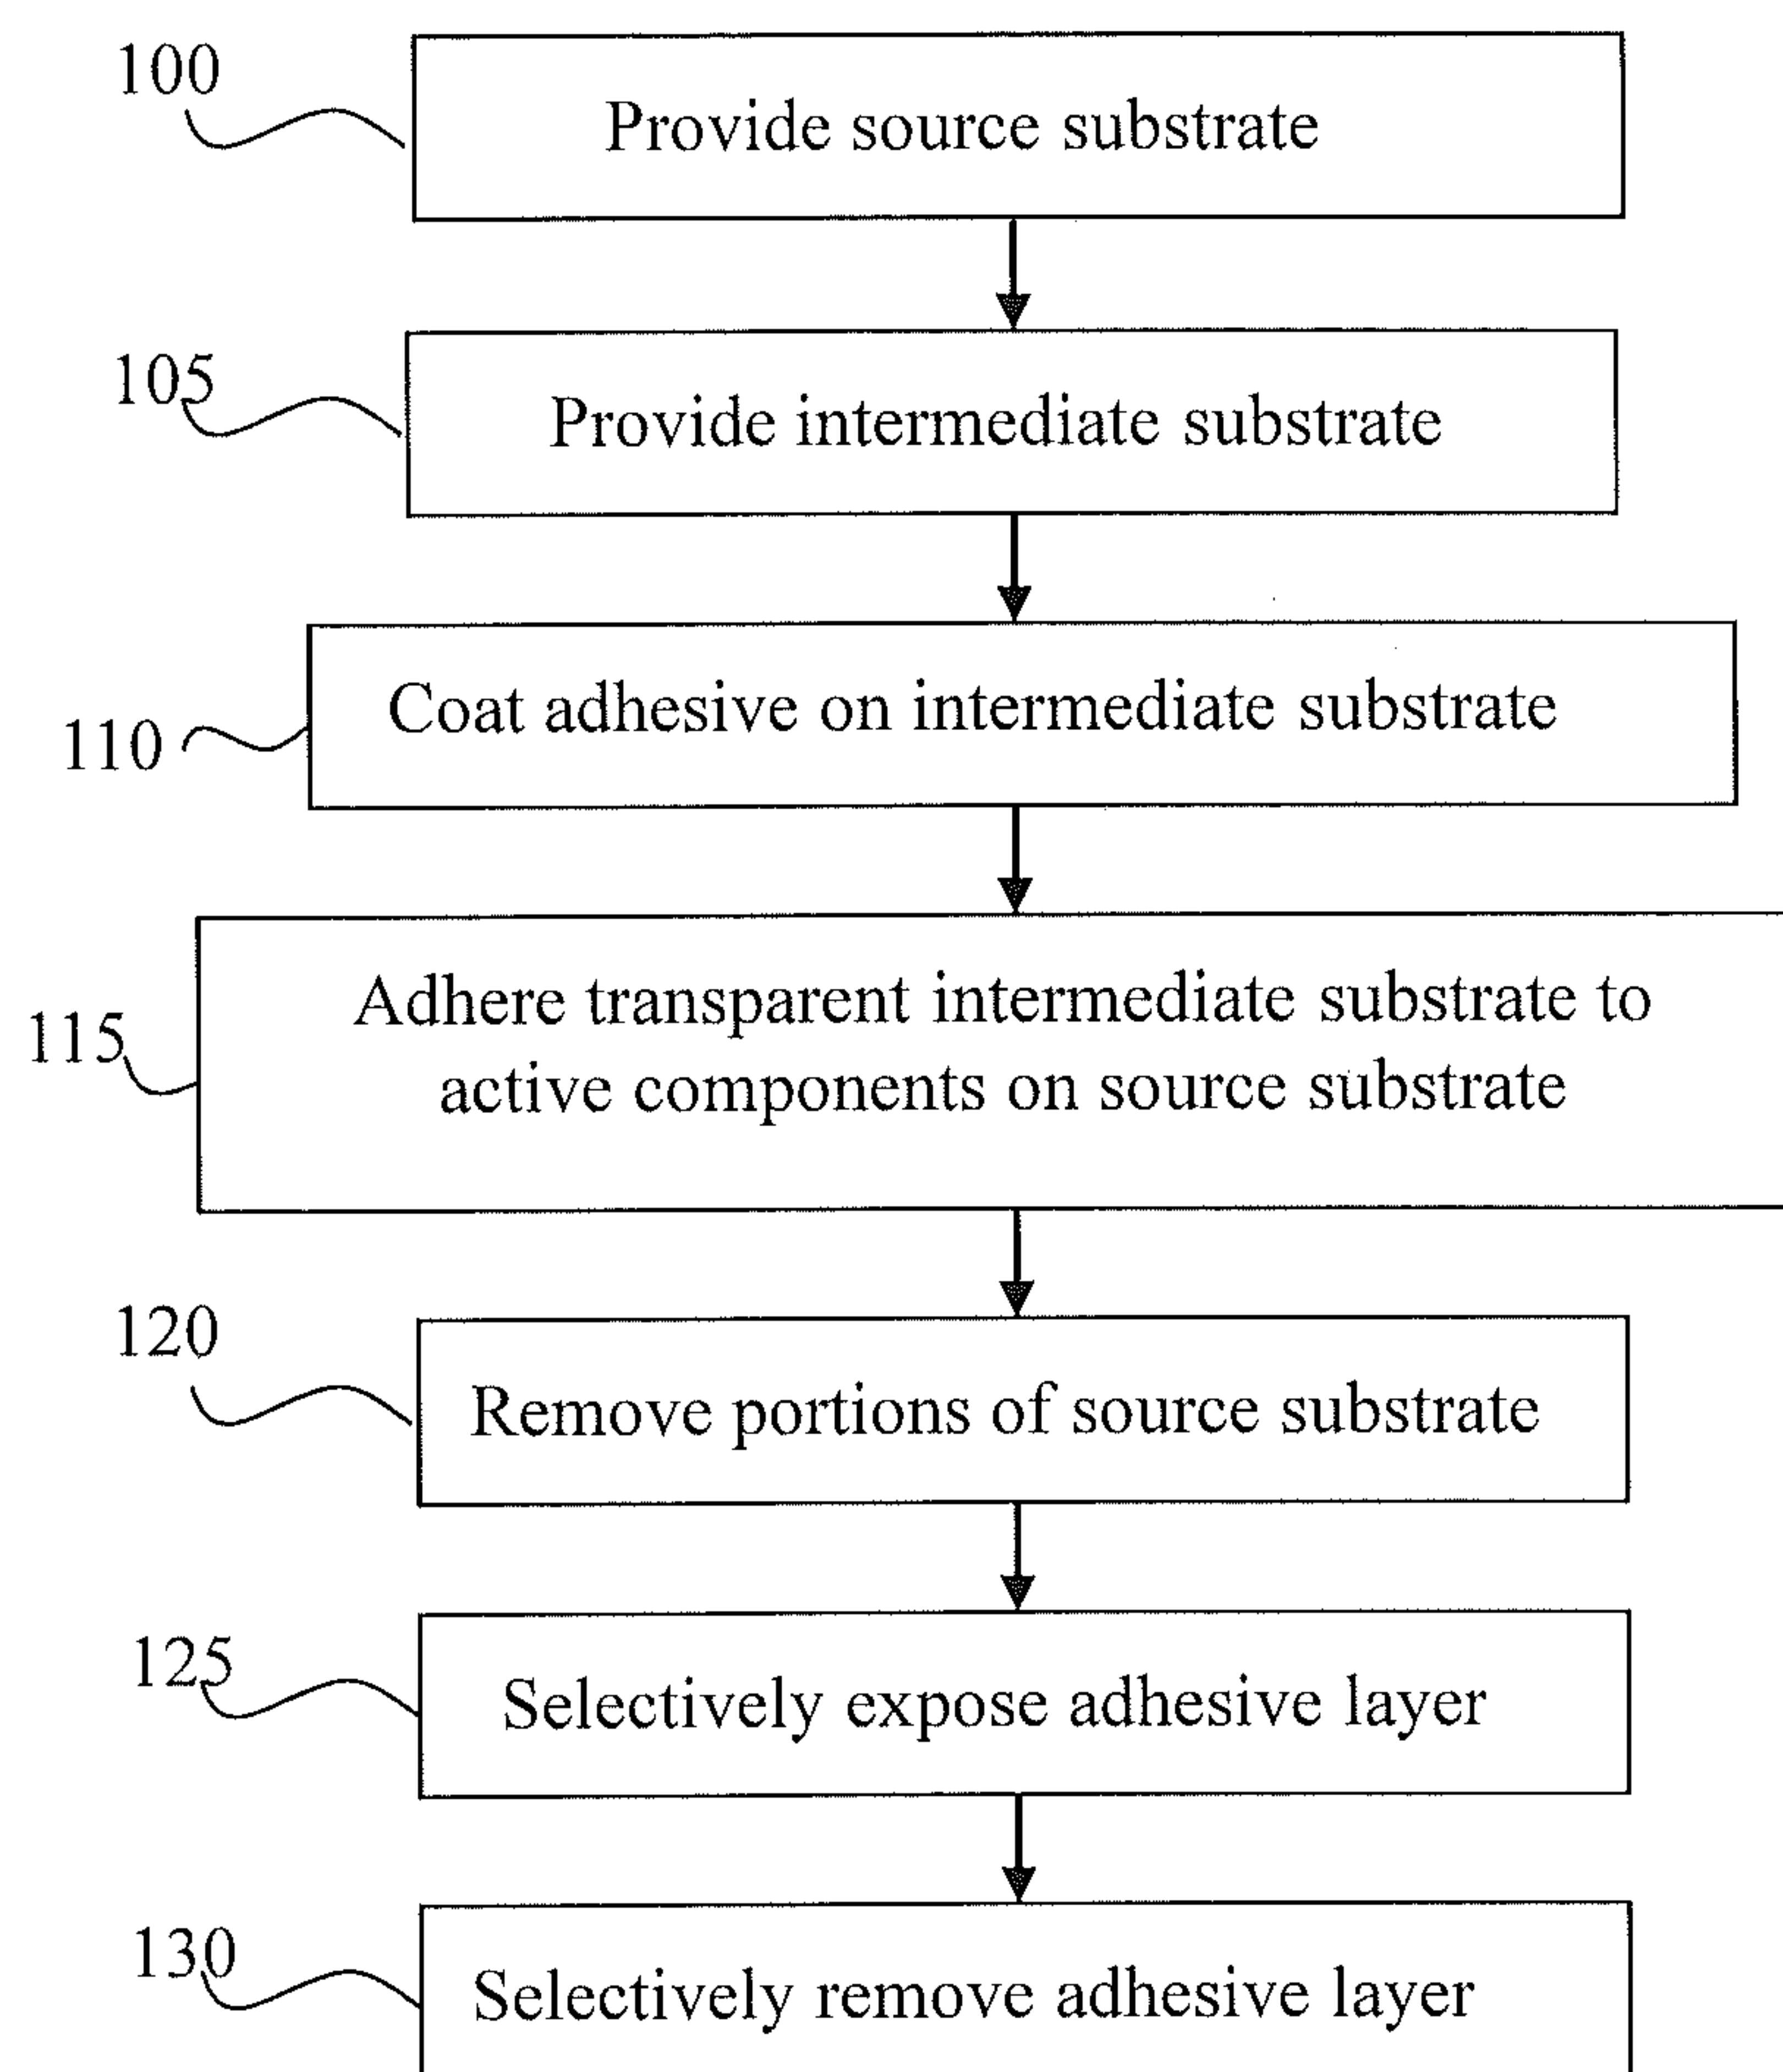 100
Provide source substrate
105
Provide intermediate substrate
Coat adhesive on intermediate substrate
110
Adhere transparent intermediate substrate to
115
active components on source substrate
120
Remove portions of source substrate
125
Selectively expose adhesive layer
130
Selectively remove adhesive layer